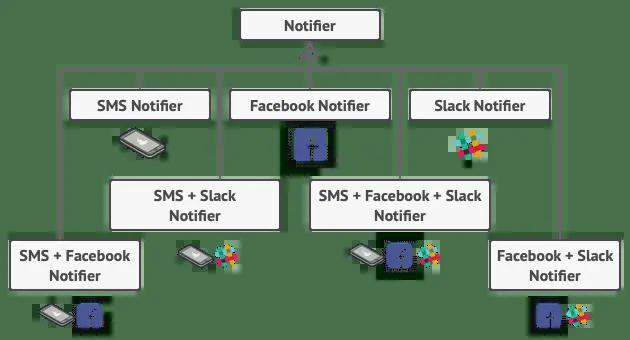 Notifier
SMS Notifier
Facebook Notifier
Slack Notifier
SMS + Slack
Notifier
SMS + Facebook + Slack
Notifier
SMS + Facebook
Notifier
Facebook + Slack
Notifier